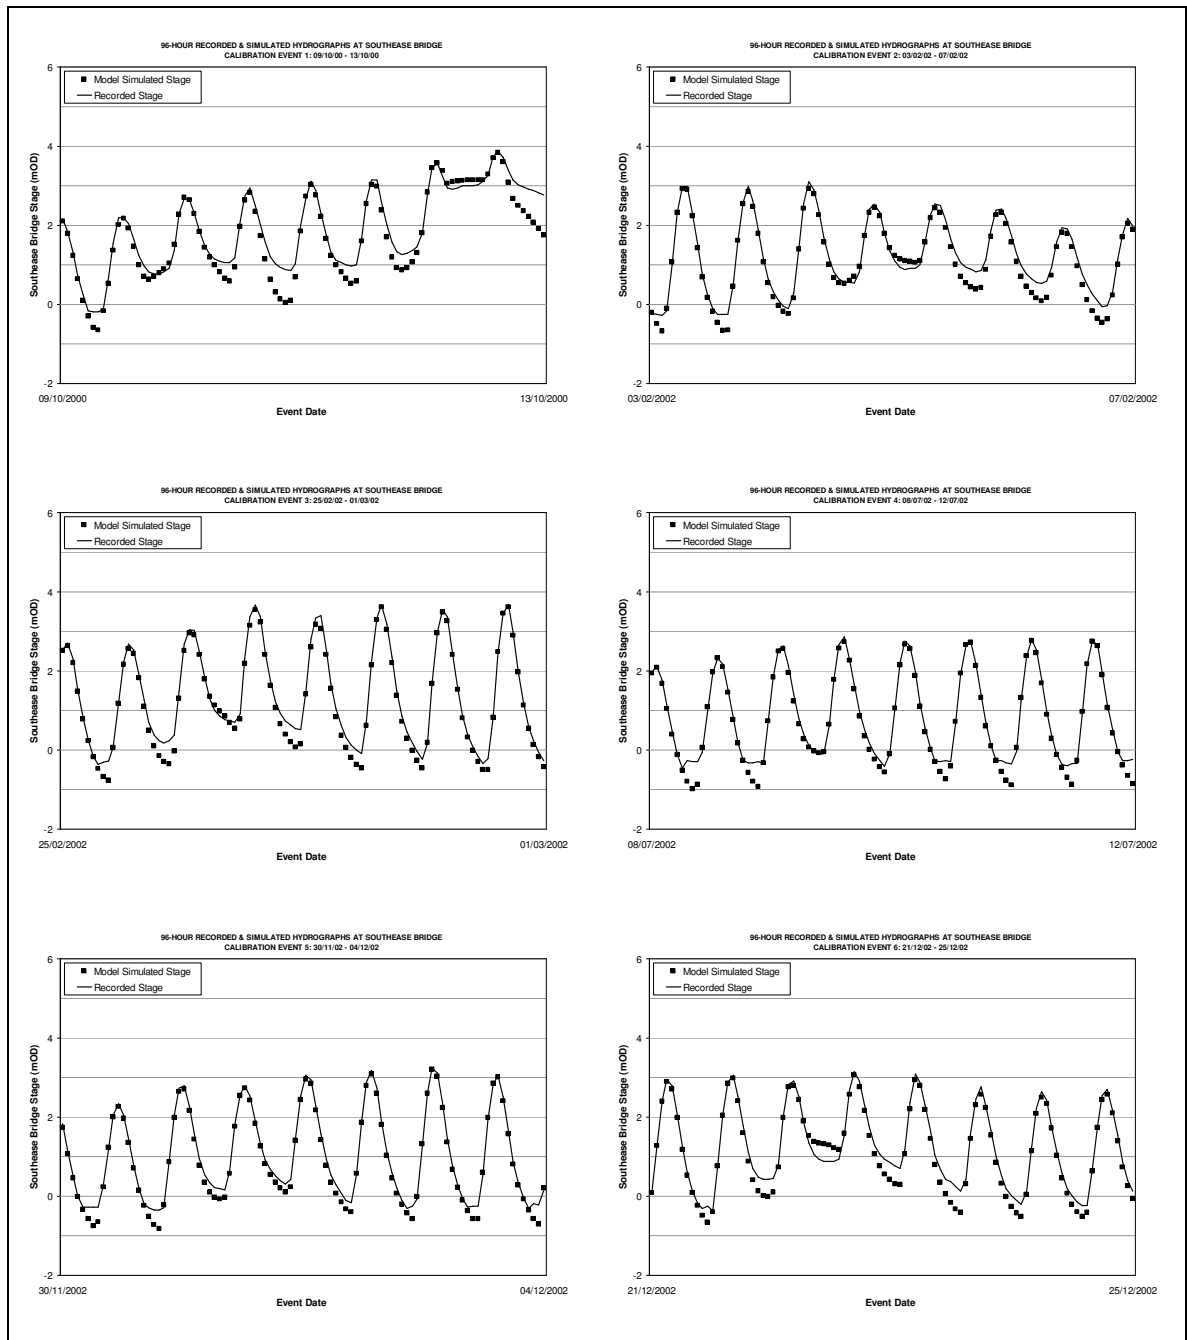 96-HOUR RECORDED & SIMULATED HYDROGRAPHS AT SOUTHEASE BRIDGE
CALIBRATION EVENT 1: 09/10/00 - 13/10/00
Model Simulated Stage
Recorded Stage
Southease Bridge Stage (mOD)
6
4
2
0
-2
09/10/2000
13/10/2000
Event Date
96-HOUR RECORDED & SIMULATED HYDROGRAPHS AT SOUTHEASE BRIDGE
CALIBRATION EVENT 2: 03/02/02 - 07/02/02
Model Simulated Stage
Recorded Stage
Southease Bridge Stage (mOD)
6
4
2
0
-2
03/02/2002
07/02/2002
Event Date
96-HOUR RECORDED & SIMULATED HYDROGRAPHS AT SOUTHEASE BRIDGE
CALIBRATION EVENT 3: 25/02/02 - 01/03/02
Model Simulated Stage
Recorded Stage
Southease Bridge Stage (mOD)
6
4
2
0
-2
25/02/2002
01/03/2002
Event Date
96-HOUR RECORDED & SIMULATED HYDROGRAPHS AT SOUTHEASE BRIDGE
CALIBRATION EVENT 4: 08/07/02 - 12/07/02
Model Simulated Stage
Recorded Stage
Southease Bridge Stage (mOD)
6
4
2
0
-2
08/07/2002
12/07/2002
Event Date
96-HOUR RECORDED & SIMULATED HYDROGRAPHS AT SOUTHEASE BRIDGE
CALIBRATION EVENT 5: 30/11/02 - 04/12/02
Model Simulated Stage
Recorded Stage
Southease Bridge Stage (mOD)
6
4
2
0
-2
30/11/2002
04/12/2002
Event Date
96-HOUR RECORDED & SIMULATED HYDROGRAPHS AT SOUTHEASE BRIDGE
CALIBRATION EVENT 6: 21/12/02 - 25/12/02
Model Simulated Stage
Recorded Stage
Southease Bridge Stage (mOD)
6
4
2
0
-2
21/12/2002
25/12/2002
Event Date